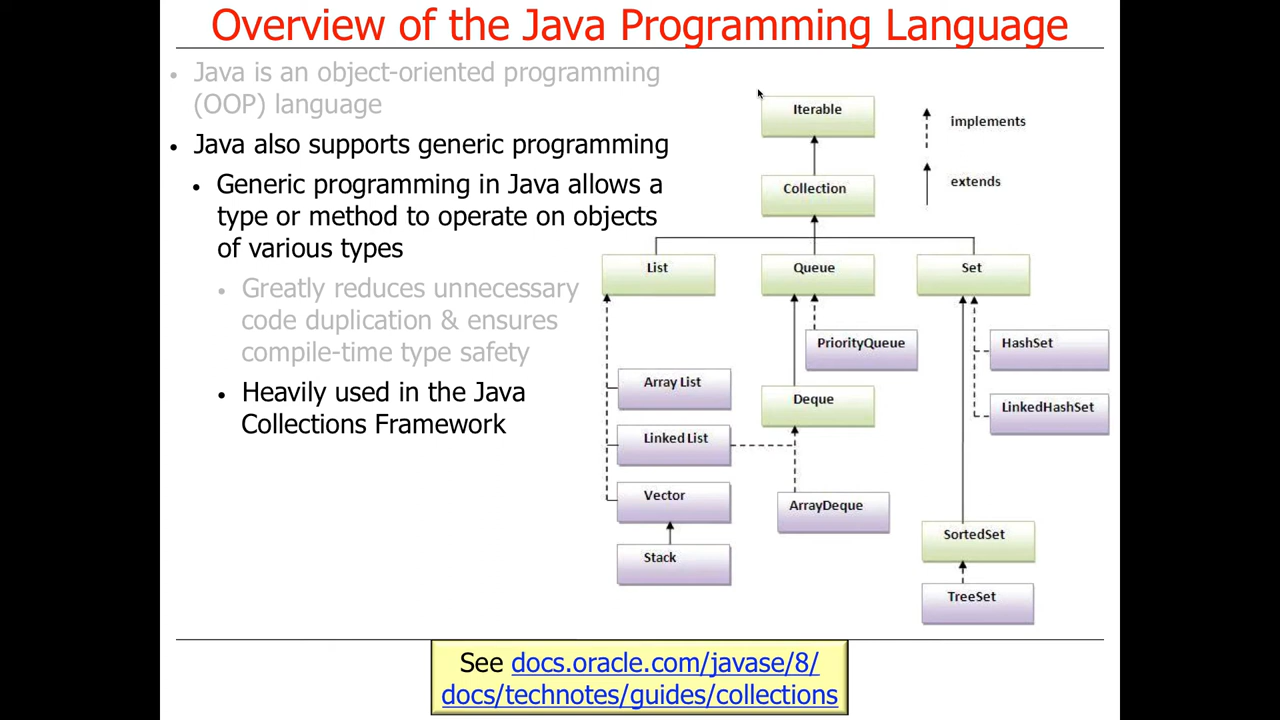 Overview of the Java Programming Language
• Java is an object-oriented programming
(OOP) language
• Java also supports generic programming
• Generic programming in Java allows a
type or method to operate on objects
of various types
• Greatly reduces unnecessary
code duplication & ensures
compile-time type safety
• Heavily used in the Java
Collections Framework
Iterable
implements
Collection
extends
List
Queue
Set
PriorityQueue
HashSet
Array List
Deque
LinkedHashSet
Linked List
Vector
ArrayDeque
Stack
SortedSet
TreeSet
See docs.oracle.com/javase/8/
docs/technotes/guides/collections